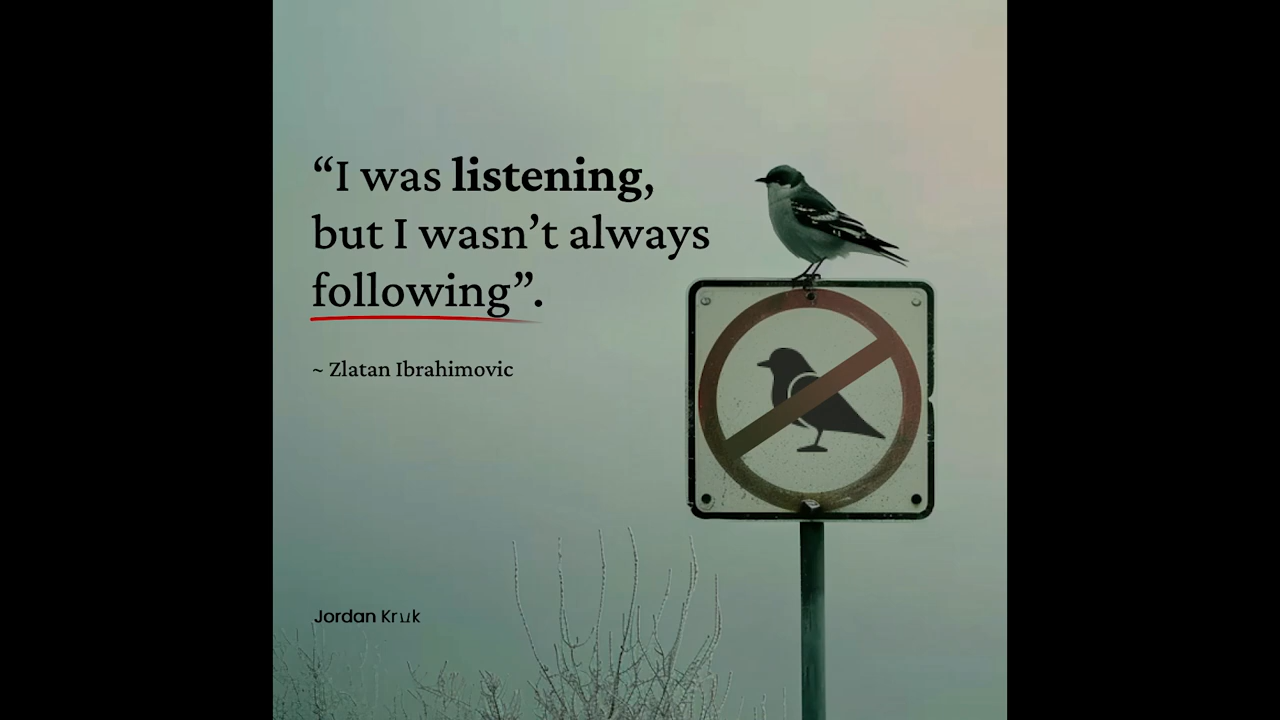 “I was listening,
but I wasn’t always
following”.
~ Zlatan Ibrahimovic
Jordan Kruk